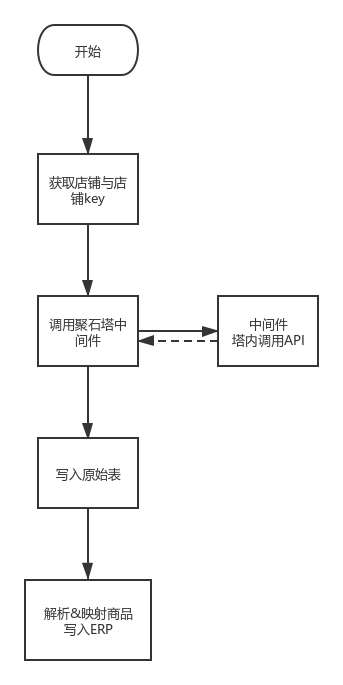 开始
获取店铺与店
铺key
调用聚石塔中
间件
中间件
塔内调用API
写入原始表
解析&映射商品
写入ERP